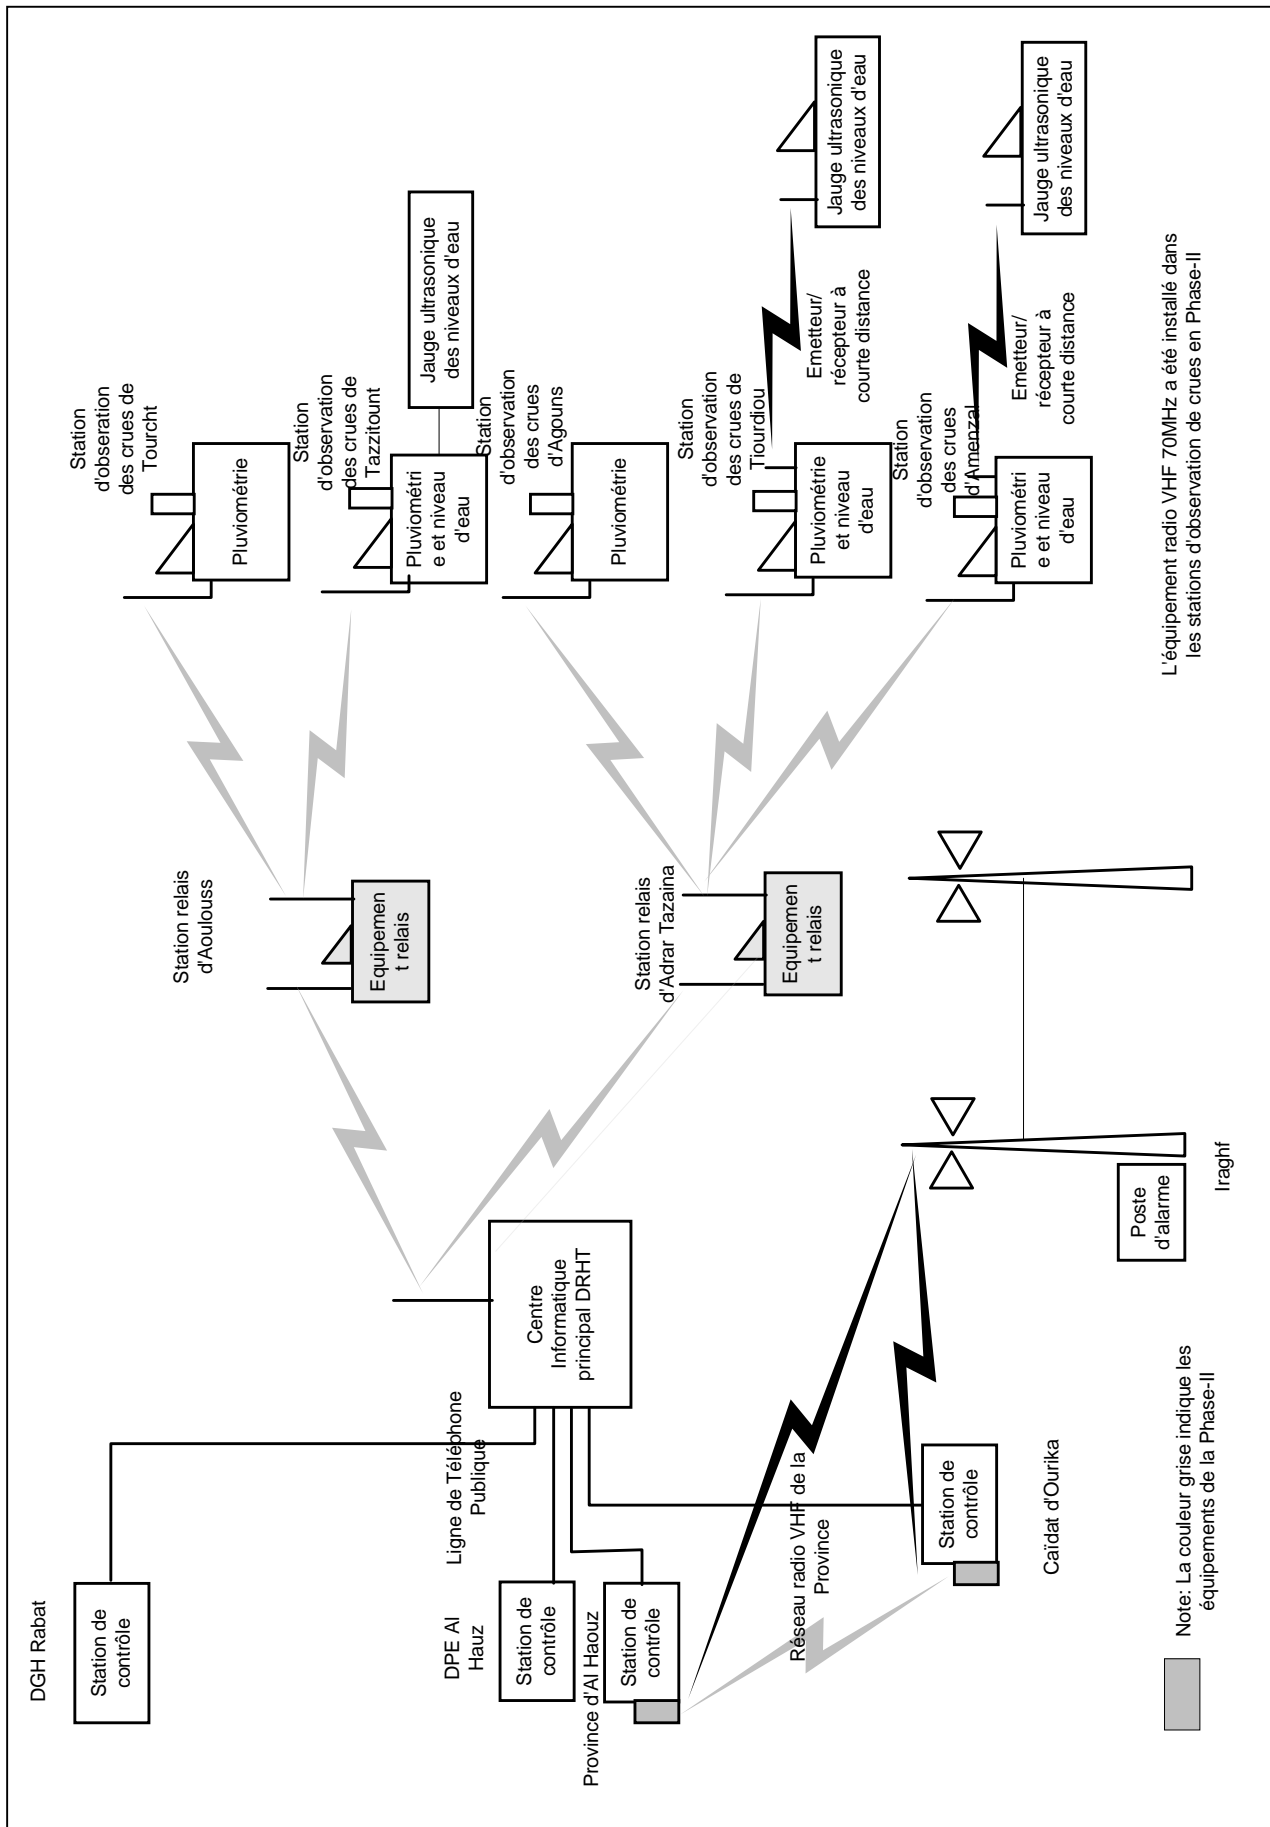 DGH Rabat
Station de
contrôle
DPE Al
Hauz
Station de
contrôle
Province d'Al Haouz
Station de
contrôle
Ligne de Téléphone
Publique
Centre
Informatique
principal DRHT
Réseau radio VHF de la
Province
Station de
contrôle
Caïdat d'Ourika
Note: La couleur grise indique les
équipements de la Phase-II
Poste
d'alarme
Iraghf
Station relais
d'Aoulouss
Equipemen
t relais
Station relais
d'Adrar Tazaina
Equipemen
t relais
Station
d'obseration
des crues de
Tourcht
Pluviométrie
Station
d'observation
des crues de
Tazzitount
Pluviométri
e et niveau
d'eau
Jauge ultrasonique
des niveaux d'eau
Station
d'observation
des crues
d'Agouns
Pluviométrie
Station
d'observation
des crues de
Tiourdiou
Pluviométrie
et niveau
d'eau
Emetteur/
récepteur à
courte distance
Jauge ultrasonique
des niveaux d'eau
Station
d'observation
des crues
d'Amenzal
Pluviométri
e et niveau
d'eau
Emetteur/
récepteur à
courte distance
Jauge ultrasonique
des niveaux d'eau
L'équipement radio VHF 70MHz a été installé dans
les stations d'observation de crues en Phase-II